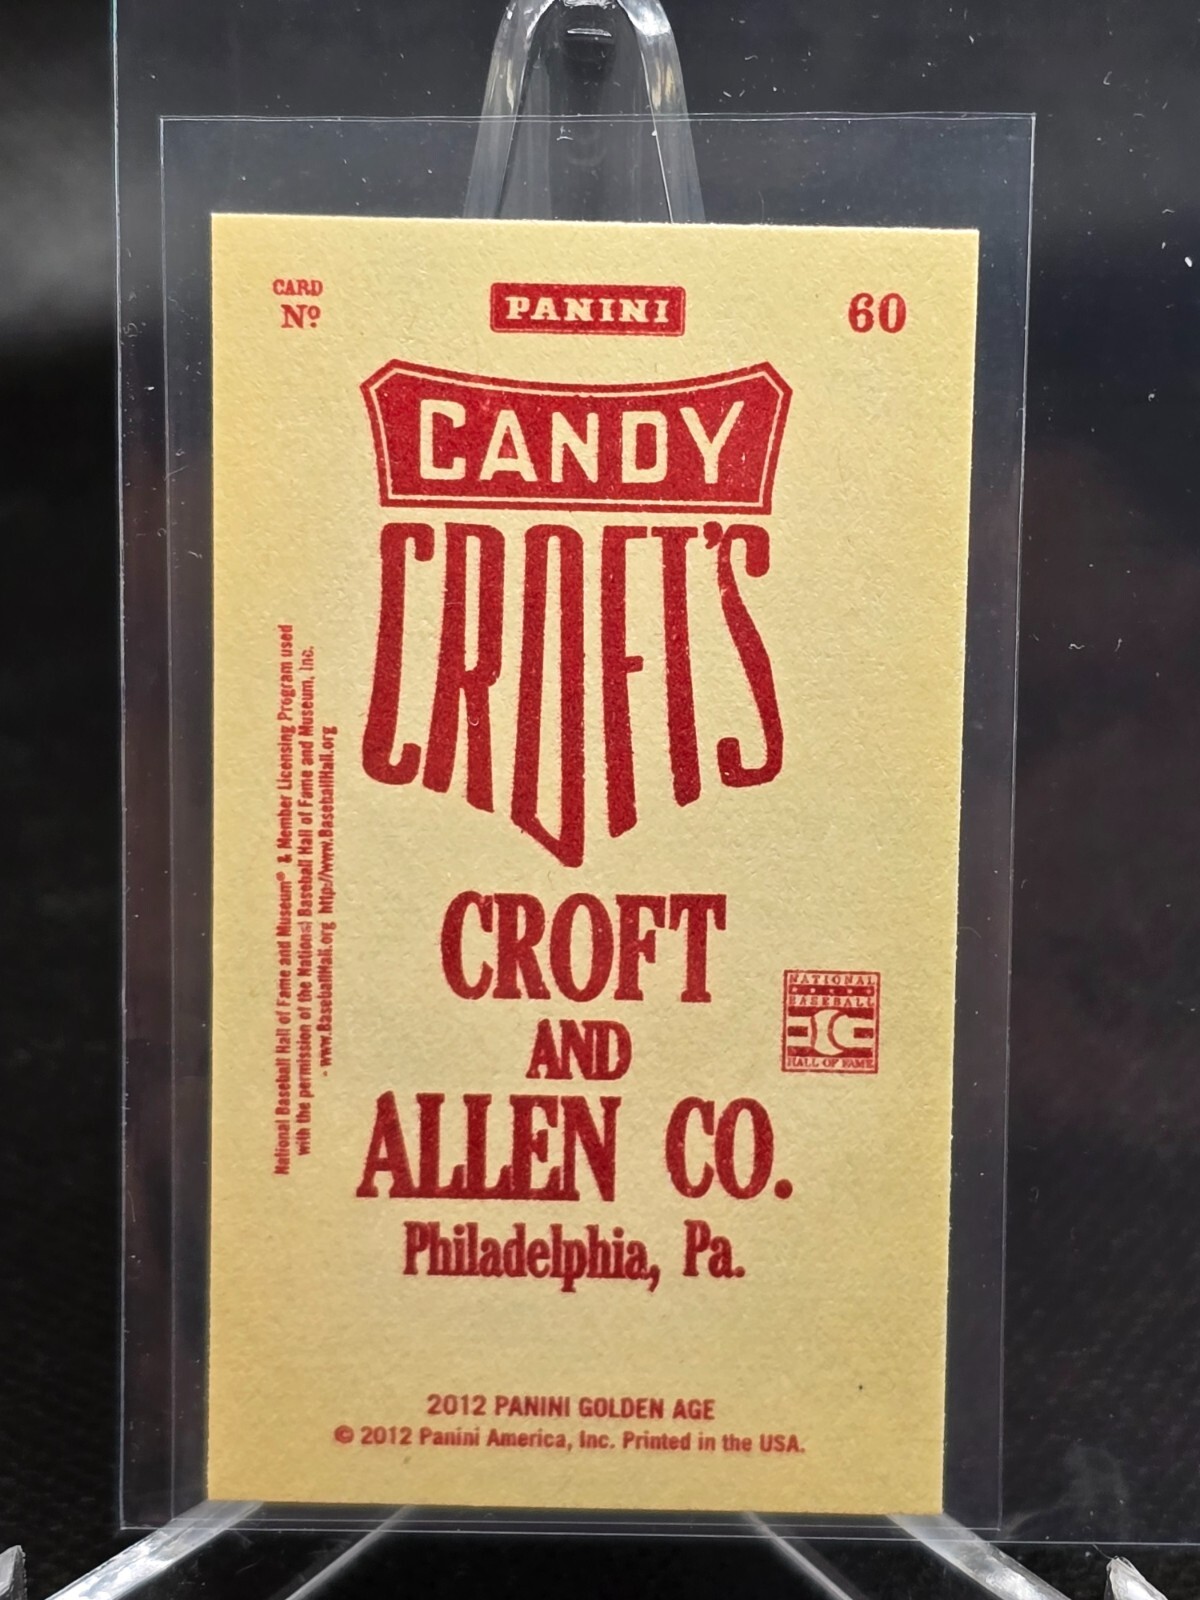 CARD
Nº
PANINI
60
CANDY
CROFT'S
National Baseball Hall of Fame and Museum® & Member Licensing Program used
with the permission of the National Baseball Hall of Fame and Museum, Inc.
- www.BaseballHall.org http://www.BaseballHall.org
CROFT
AND
ALLEN CO.
Philadelphia, Pa.
NATIONAL
BASEBALL
HALL OF FAME
2012 PANINI GOLDEN AGE
© 2012 Panini America, Inc. Printed in the USA.